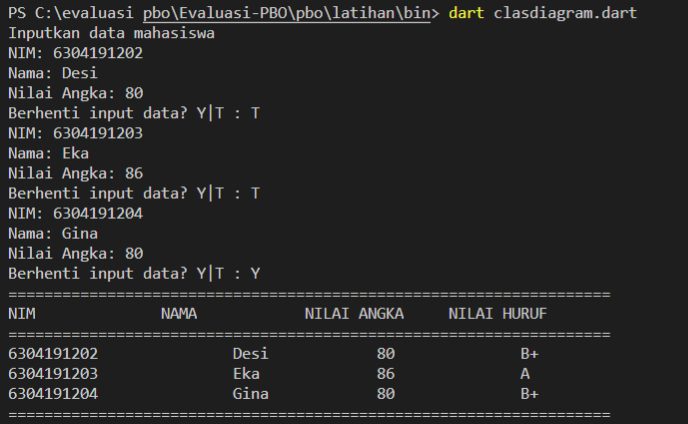 PS C:\evaluasi pbo\Evaluasi-PBO\pbo\latihan\bin> dart clasdiagram.dart
Inputkan data mahasiswa
NIM: 6304191202
Nama: Desi
Nilai Angka: 80
Berhenti input data? Y|T : T
NIM: 6304191203
Nama: Eka
Nilai Angka: 86
Berhenti input data? Y|T : T
NIM: 6304191204
Nama: Gina
Nilai Angka: 80
Berhenti input data? Y|T : Y
===================================================================
NIM              NAMA            NILAI ANGKA     NILAI HURUF
===================================================================
6304191202               Desi            80              B+
6304191203               Eka             86              A
6304191204               Gina            80              B+
===================================================================